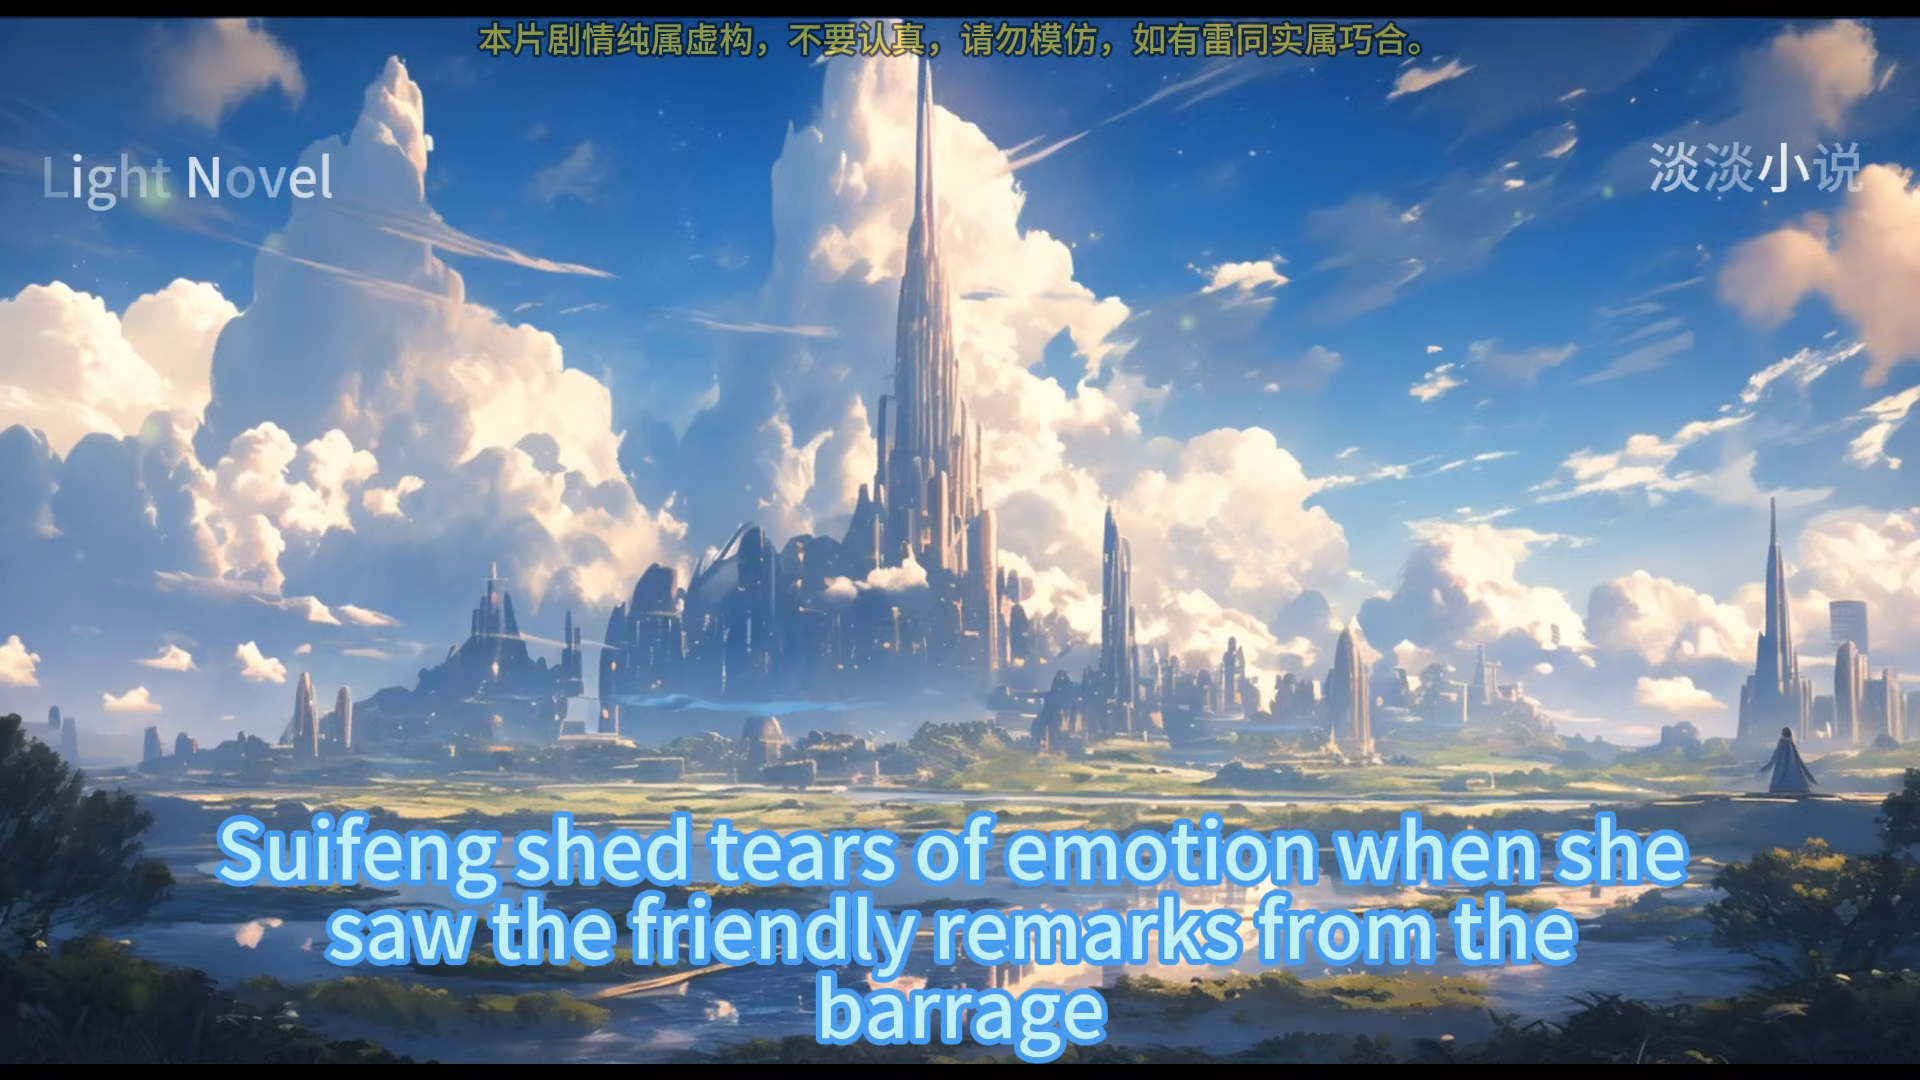 本片剧情纯属虚构，不要认真，请勿模仿，如有雷同实属巧合。
Light Novel
淡淡小说
Suifeng shed tears of emotion when she
saw the friendly remarks from the
barrage